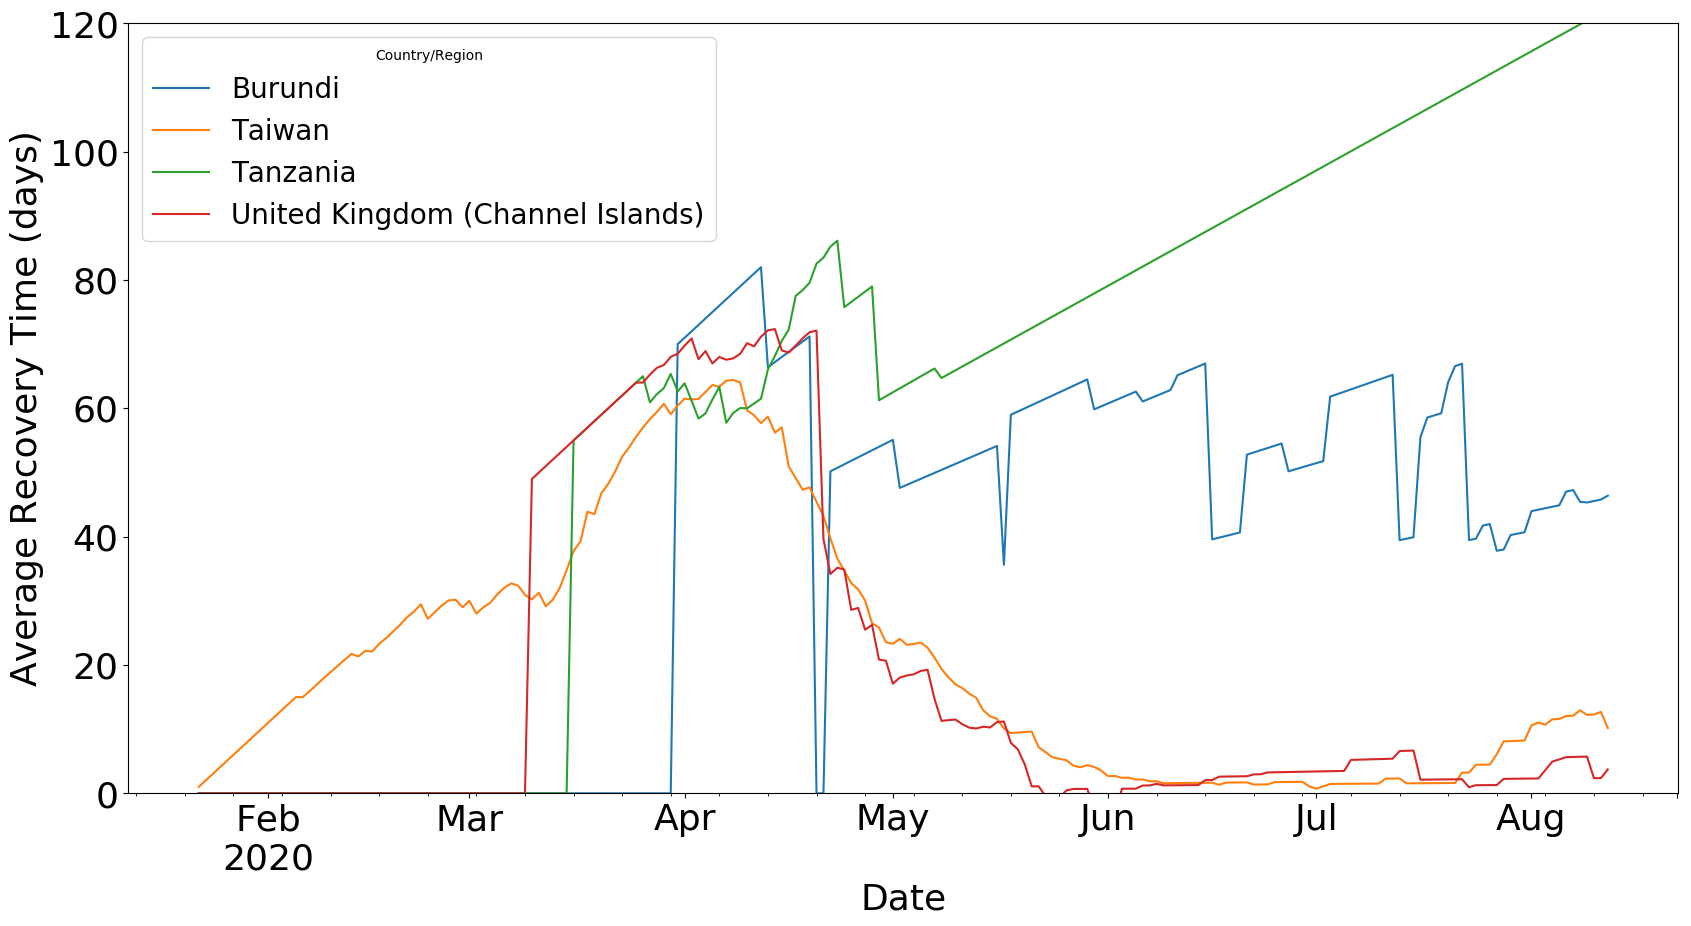 Average Recovery Time (days)
120
100
80
60
40
20
0
Country/Region
Burundi
Taiwan
Tanzania
United Kingdom (Channel Islands)
Feb Mar Apr May Jun Jul Aug
2020
Date